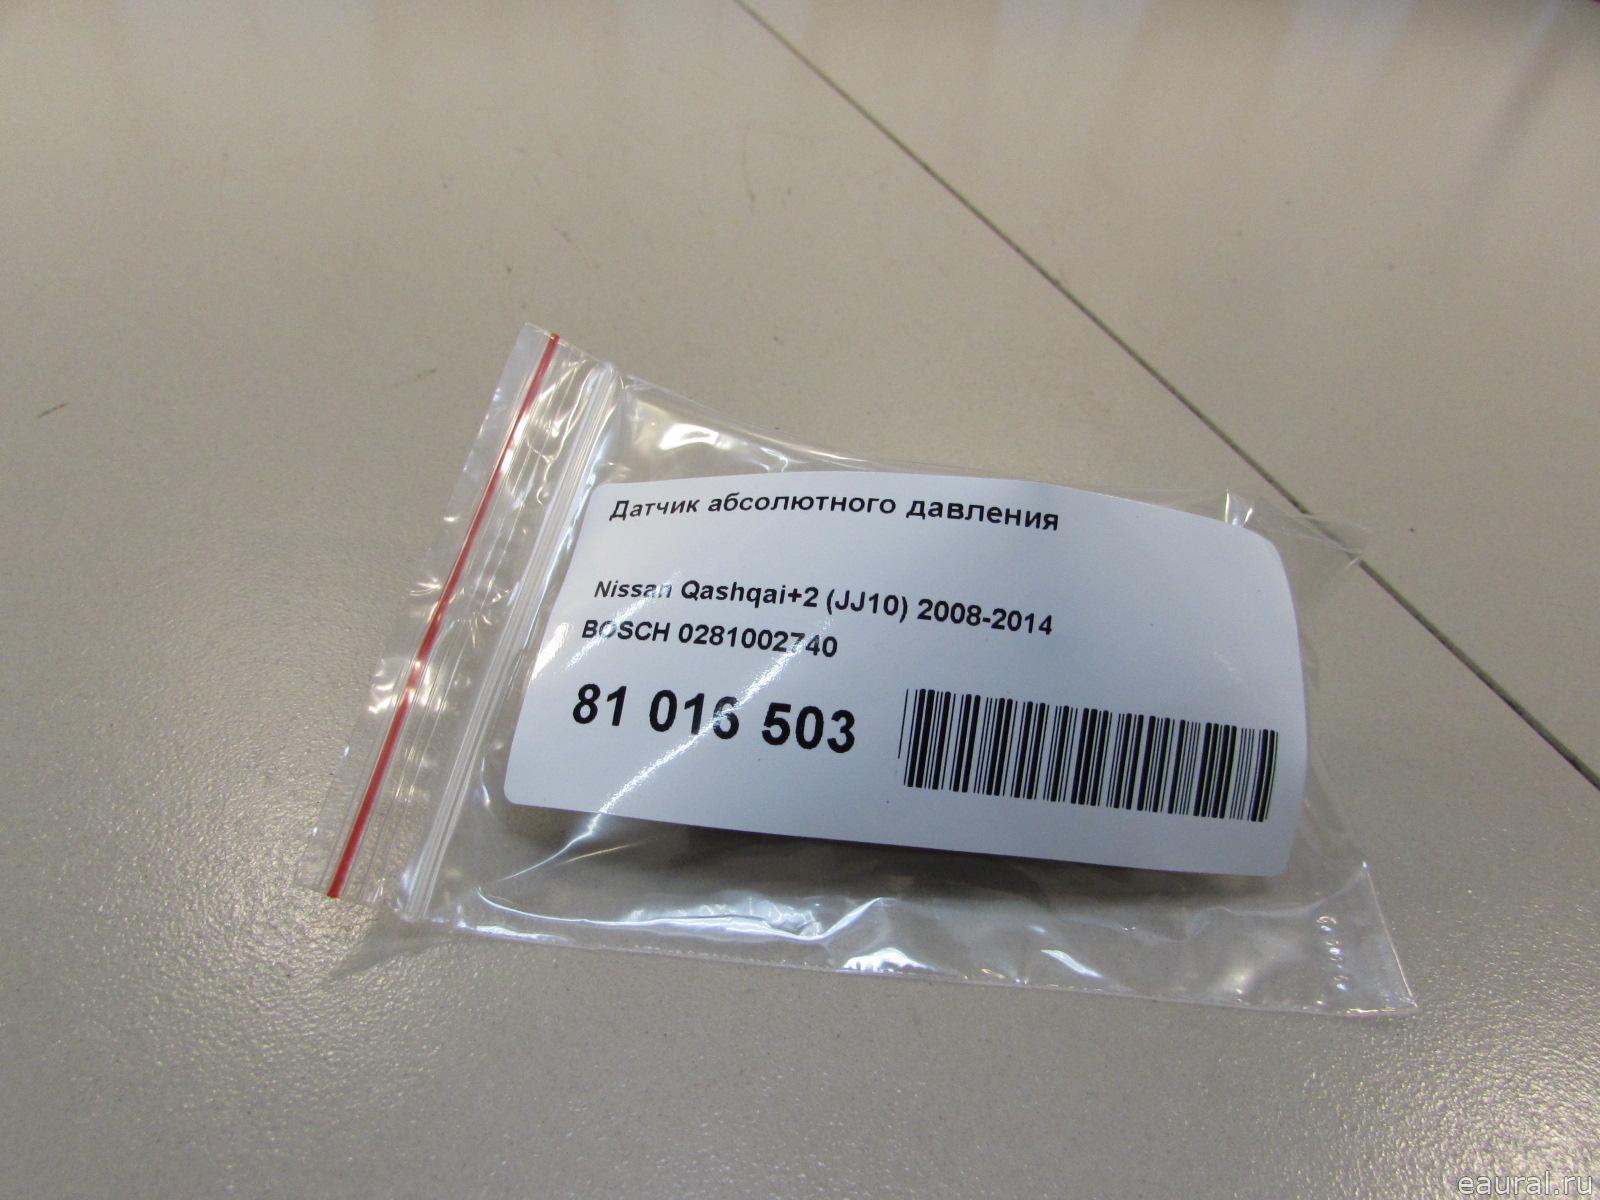 Датчик абсолютного давления
Nissan Qashqai+2 (JJ10) 2008-2014
BOSCH 0281002740
81 016 503
eaural.ru